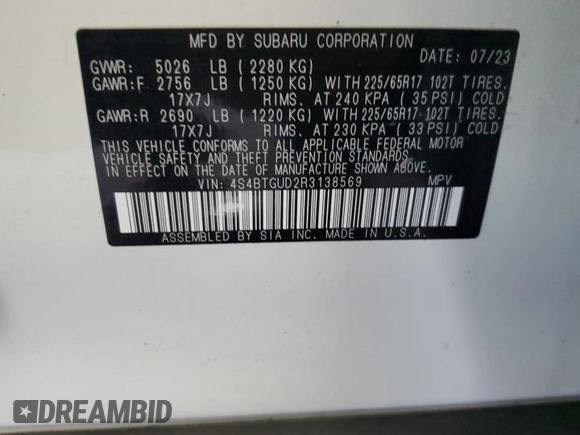 MFD BY SUBARU CORPORATION
DATE: 07/23
GVWR: 5026 LB (2280 KG)
GAWR:F 2756 LB (1250 KG) WITH 225/65R17 102T TIRES.
17X7J RIMS. AT 240 KPA (35 PSI) COLD
GAWR:R 2690 LB (1220 KG) WITH 225/65R17 102T TIRES.
17X7J RIMS. AT 230 KPA (33 PSI) COLD
THIS VEHICLE CONFORMS TO ALL APPLICABLE FEDERAL MOTOR
VEHICLE SAFETY AND THEFT PREVENTION STANDARDS
IN EFFECT ON THE DATE OF MANUFACTURE SHOWN ABOVE.
VIN: 4S4BTGUD2R3138569 MPV
ASSEMBLED BY SIA INC. MADE IN U.S.A.
DREAMBID